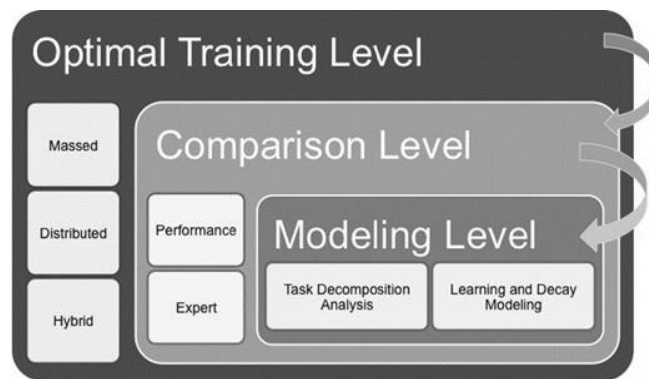 Optimal Training Level
Massed
Distributed
Hybrid
Comparison Level
Performance
Expert
Modeling Level
Task Decomposition
Analysis
Learning and Decay
Modeling